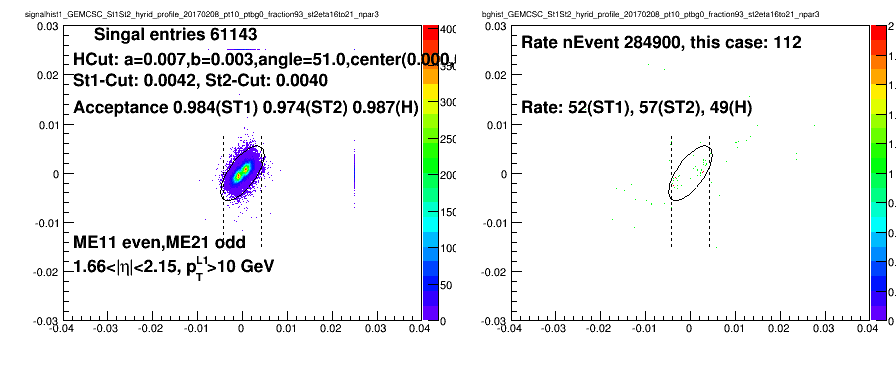 signalhist1_GEMCSC_St1St2_hyrid_profile_20170208_pt10_ptbg0_fraction93_st2eta16to21_npar3
Singal entries 61143
HCut: a=0.007,b=0.003,angle=51.0,center(0.000,
St1-Cut: 0.0042, St2-Cut: 0.0040
Acceptance 0.984(ST1) 0.974(ST2) 0.987(H)
ME11 even,ME21 odd
1.66<|η|<2.15, p_T^L1>10 GeV
0.03
0.02
0.01
0
-0.01
-0.02
-0.03
-0.04 -0.03 -0.02 -0.01 0 0.01 0.02 0.03 0.04
300
250
200
150
100
50
0
bghist_GEMCSC_St1St2_hyrid_profile_20170208_pt10_ptbg0_fraction93_st2eta16to21_npar3
Rate nEvent 284900, this case: 112
Rate: 52(ST1), 57(ST2), 49(H)
0.03
0.02
0.01
0
-0.01
-0.02
-0.03
-0.04 -0.03 -0.02 -0.01 0 0.01 0.02 0.03 0.04